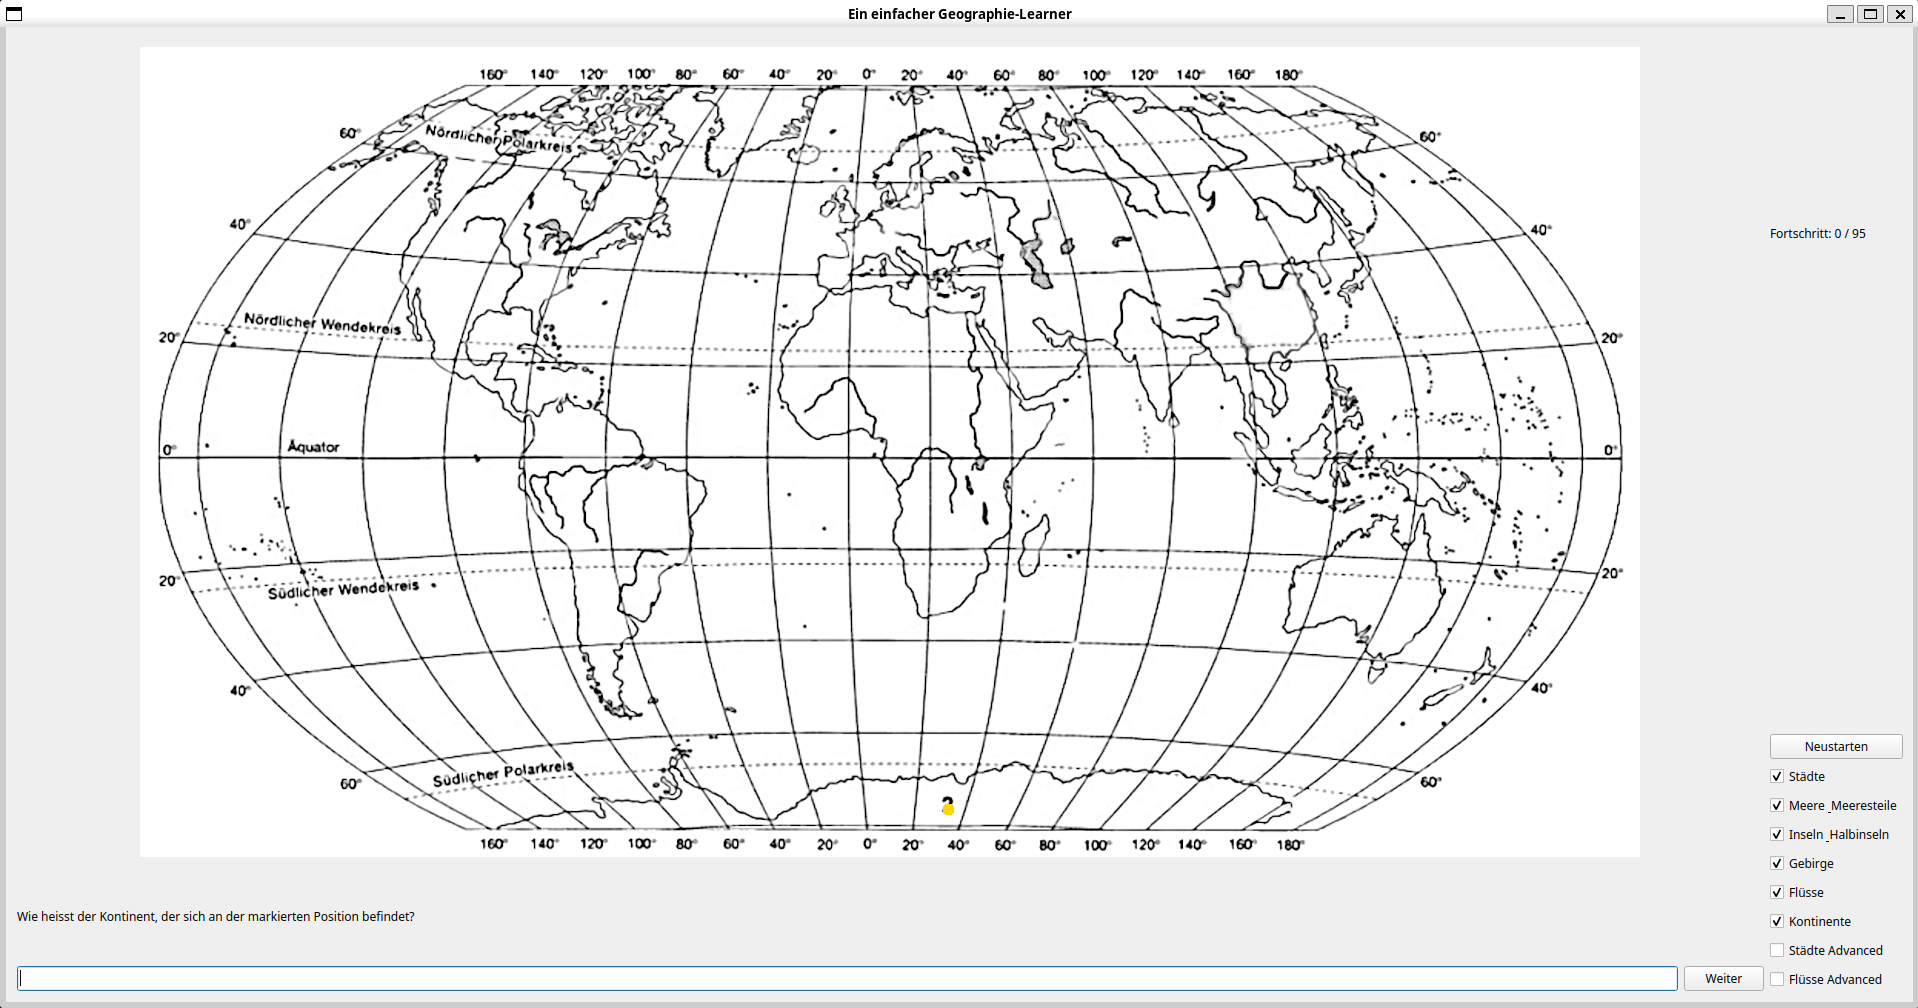 Ein einfacher Geographie-Learner
160° 140° 120° 100° 80° 60° 40° 20° 0° 20° 40° 60° 80° 100° 120° 140° 160° 180°
60° Nördlicher Polarkreis 60°
40° 40°
Fortschritt: 0 / 95
Nördlicher Wendekreis
20° 20°
0° Äquator 0°
20° 20°
Südlicher Wendekreis
40° 40°
Südlicher Polarkreis
60° 60°
?
160° 140° 120° 100° 80° 60° 40° 20° 0° 20° 40° 60° 80° 100° 120° 140° 160° 180°
Neustarten
Städte
Meere_Meeresteile
Inseln_Halbinseln
Gebirge
Flüsse
Wie heisst der Kontinent, der sich an der markierten Position befindet?
Kontinente
Städte Advanced
Weiter
Flüsse Advanced